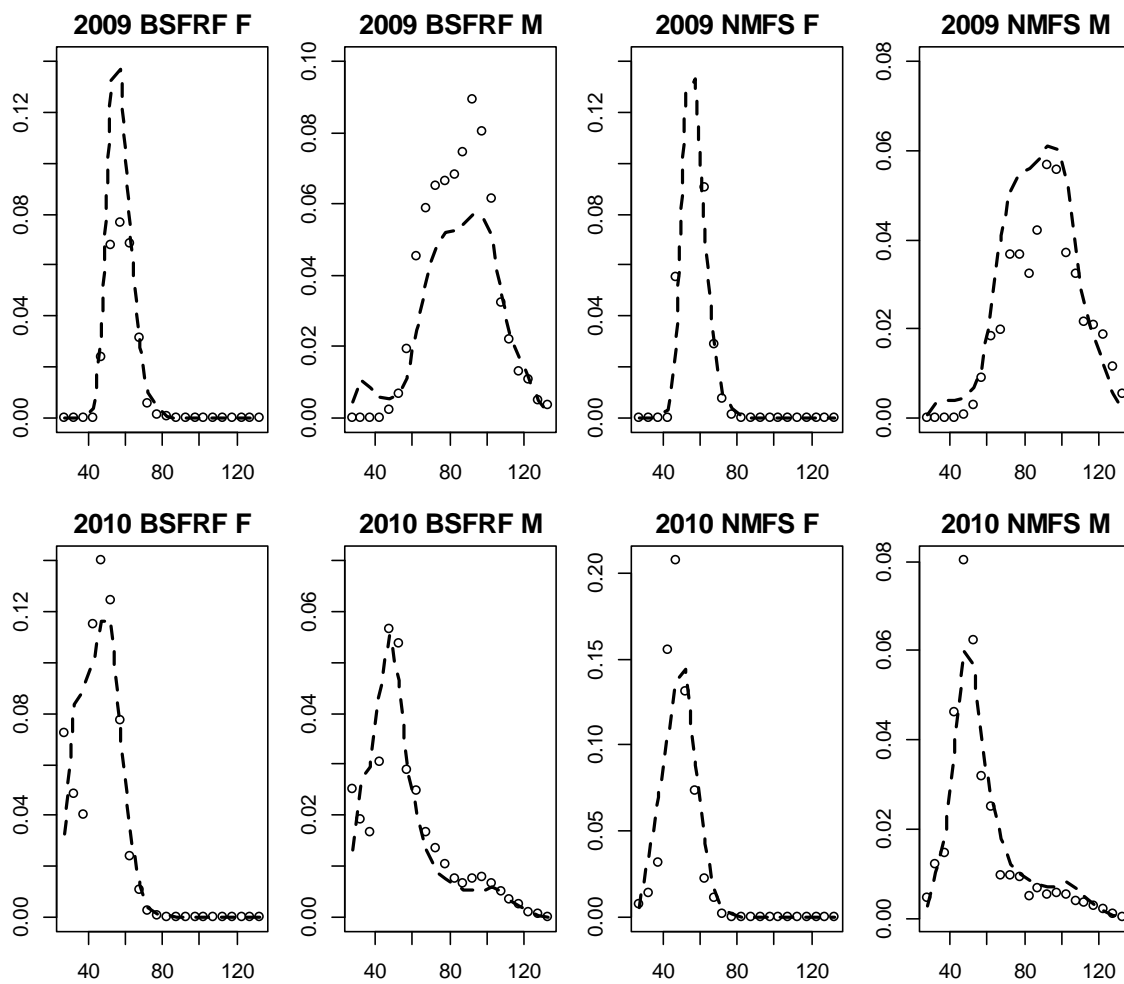 2009 BSFRF F
2009 BSFRF M
2009 NMFS F
2009 NMFS M
0.00 0.04 0.08 0.12
0.00 0.02 0.04 0.06 0.08 0.10
0.00 0.04 0.08 0.12
0.00 0.02 0.04 0.06 0.08
40 80 120
40 80 120
40 80 120
40 80 120
2010 BSFRF F
2010 BSFRF M
2010 NMFS F
2010 NMFS M
0.00 0.04 0.08 0.12
0.00 0.02 0.04 0.06
0.00 0.05 0.10 0.15 0.20
0.00 0.02 0.04 0.06 0.08
40 80 120
40 80 120
40 80 120
40 80 120